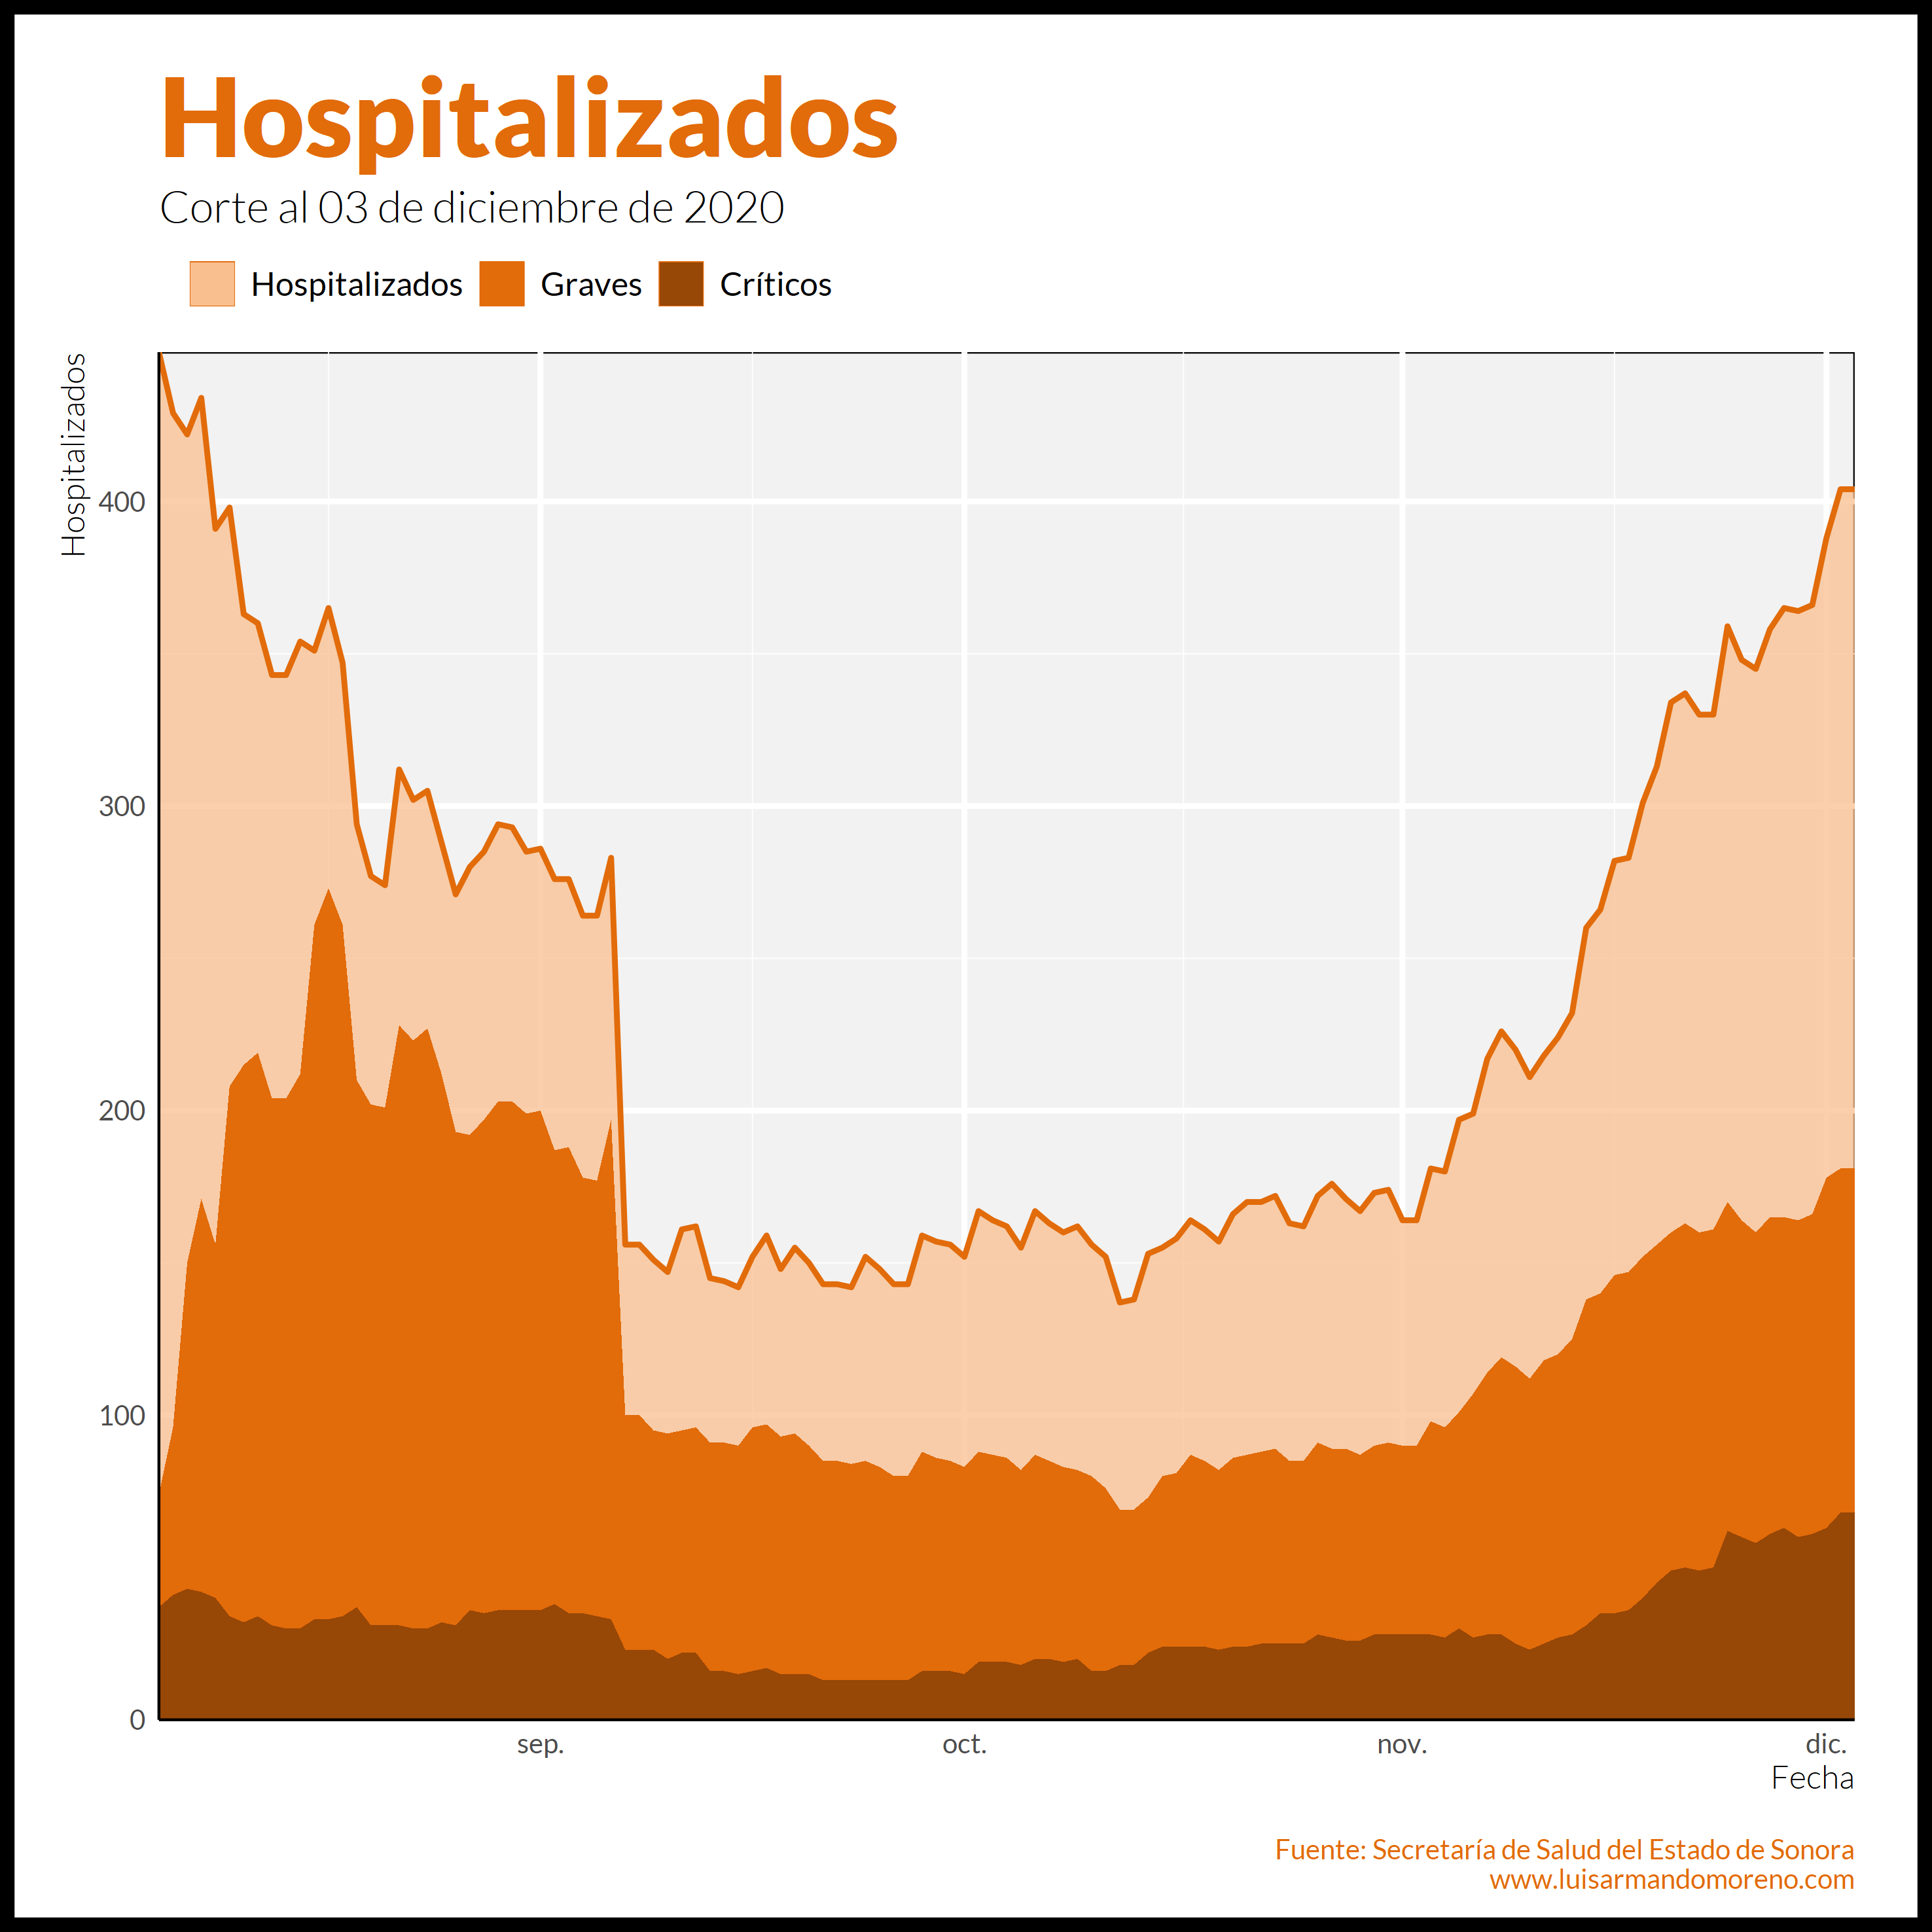 Hospitalizados
Corte al 03 de diciembre de 2020
Hospitalizados Graves Críticos
Hospitalizados
400
300
200
100
0
sep. oct. nov. dic.
Fecha
Fuente: Secretaría de Salud del Estado de Sonora
www.luisarmandomoreno.com